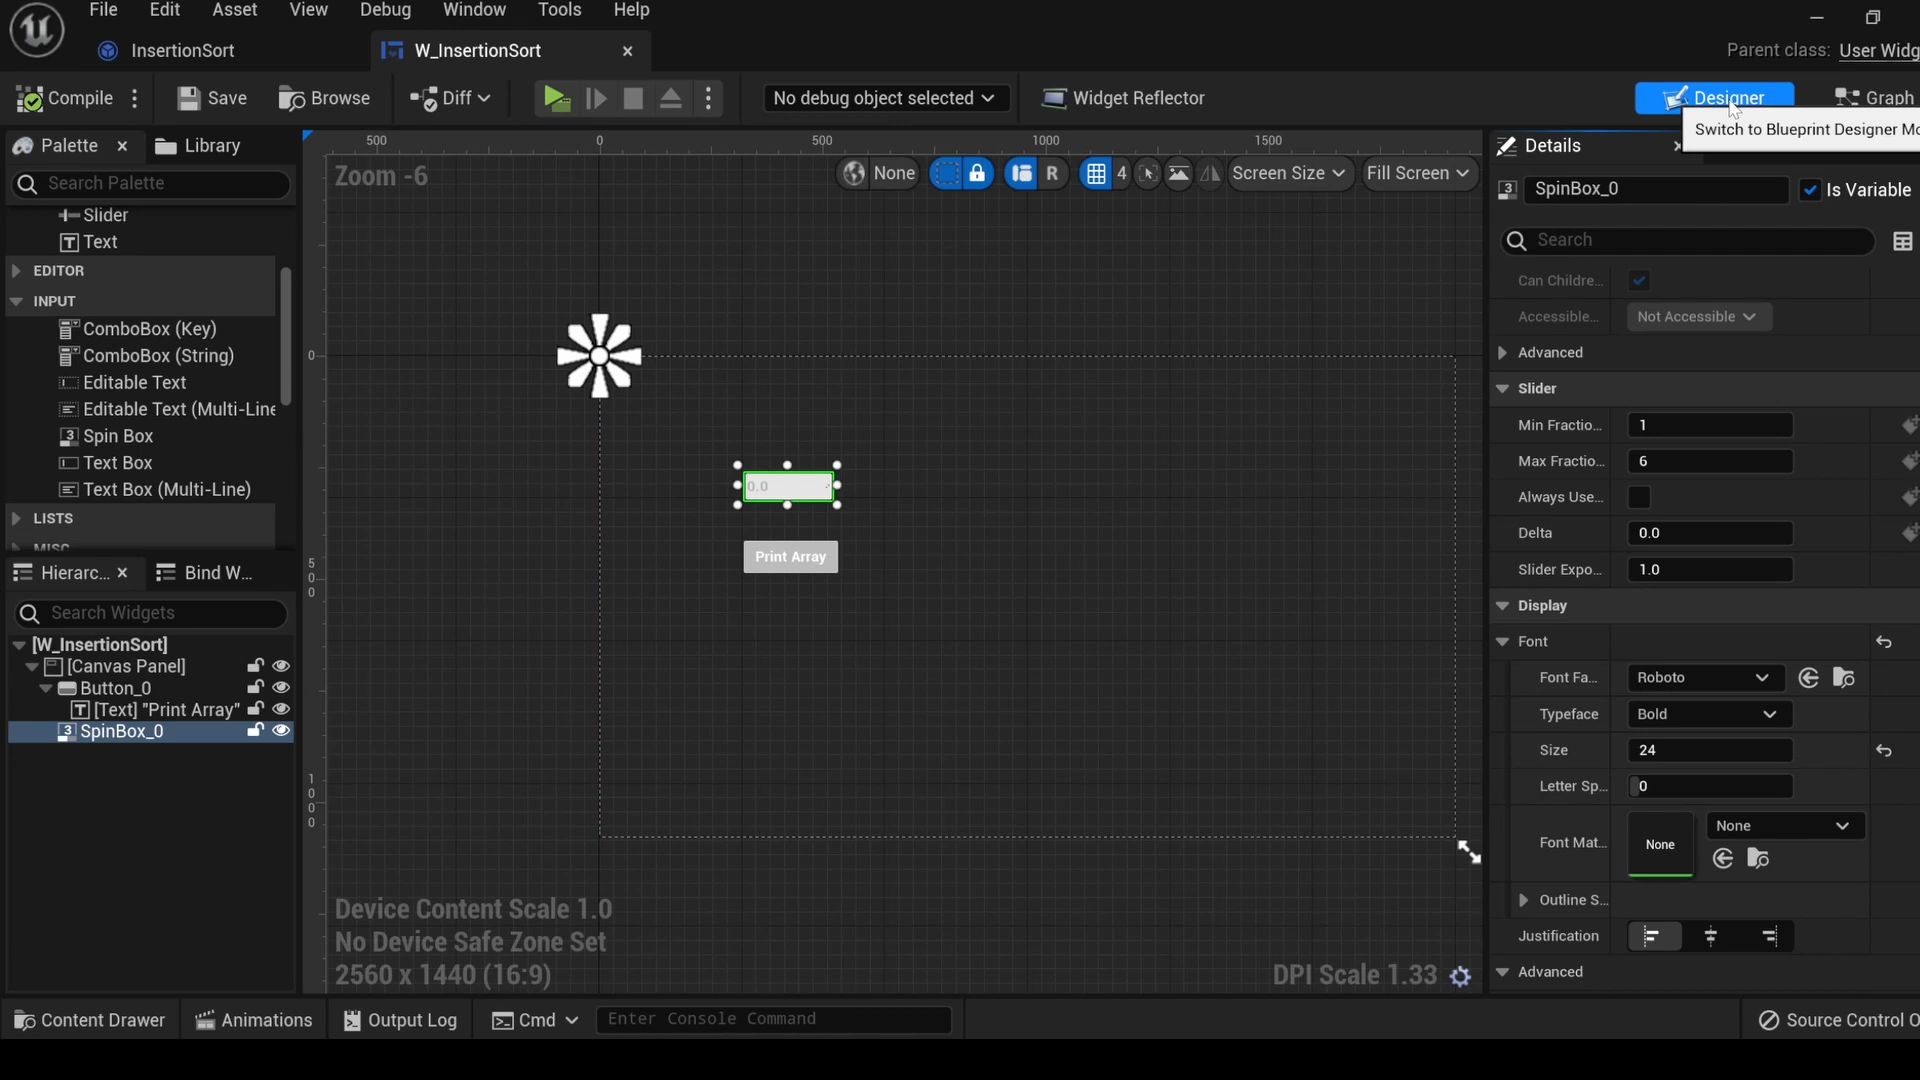 File Edit Asset View Debug Window Tools Help
InsertionSort
W_InsertionSort
Parent class: User Widg
Compile
Save
Browse
Diff
No debug object selected
Widget Reflector
Designer
Graph
Switch to Blueprint Designer Mo
Palette
Library
Search Palette
Slider
Text
EDITOR
INPUT
ComboBox (Key)
ComboBox (String)
Editable Text
Editable Text (Multi-Line
Spin Box
Text Box
Text Box (Multi-Line)
LISTS
MISC
Hierarc...
Bind W...
Search Widgets
[W_InsertionSort]
[Canvas Panel]
Button_0
[Text] "Print Array"
SpinBox_0
500 0 500 1000 1500
Zoom -6
None
R
4
Screen Size
Fill Screen
0
500
1000
0.0
Print Array
Device Content Scale 1.0
No Device Safe Zone Set
2560 x 1440 (16:9)
DPI Scale 1.33
Details
SpinBox_0
Is Variable
Search
Can Childre...
Accessible... Not Accessible
Advanced
Slider
Min Fractio... 1
Max Fractio... 6
Always Use...
Delta 0.0
Slider Expo... 1.0
Display
Font
Font Fa... Roboto
Typeface Bold
Size 24
Letter Sp... 0
Font Mat... None None
Outline S...
Justification
Advanced
Content Drawer
Animations
Output Log
Cmd
Enter Console Command
Source Control O